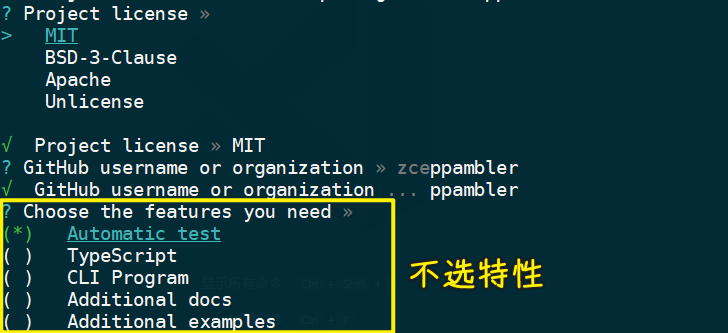 ? Project license »
> MIT
BSD-3-Clause
Apache
Unlicense
√ Project license » MIT
? GitHub username or organization » zceppambler
√ GitHub username or organization ... ppambler
? Choose the features you need »
(*) Automatic test
( ) TypeScript
( ) CLI Program
( ) Additional docs
( ) Additional examples
不选特性